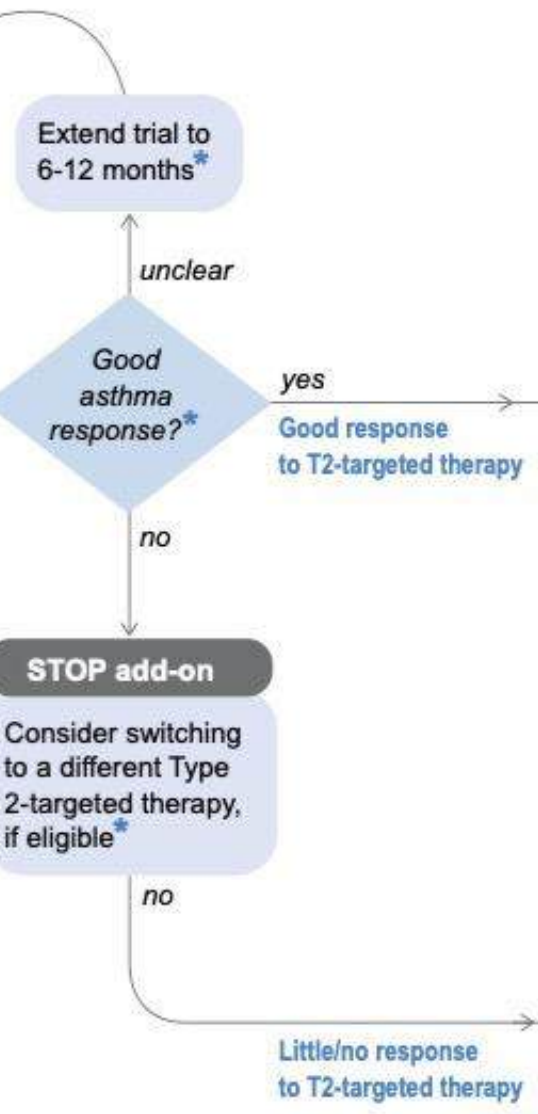 Extend trial to
6-12 months*
unclear
Good
asthma
response?*
yes
Good response
to T2-targeted therapy
no
STOP add-on
Consider switching
to a different Type
2-targeted therapy,
if eligible*
no
Little/no response
to T2-targeted therapy